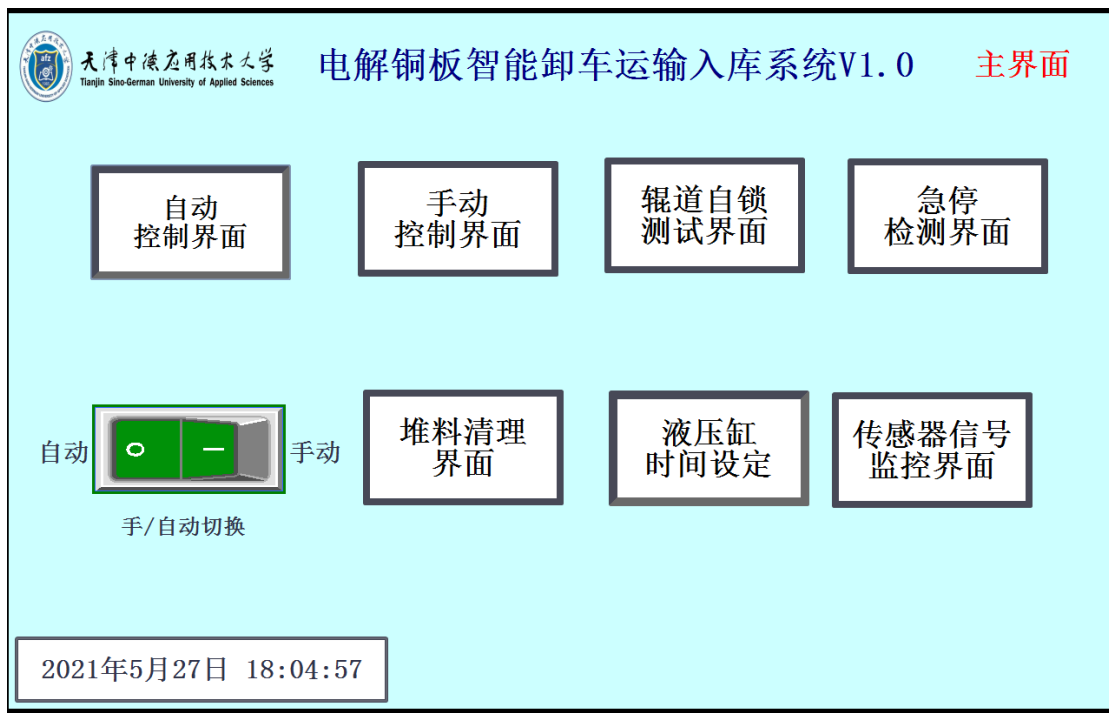 天津中德应用技术大学
Tianjin Sino-German University of Applied Sciences
电解铜板智能卸车运输入库系统V1.0
主界面
自动
控制界面
手动
控制界面
辊道自锁
测试界面
急停
检测界面
自动
0
手动
手/自动切换
堆料清理
界面
液压缸
时间设定
传感器信号
监控界面
2021年5月27日 18:04:57